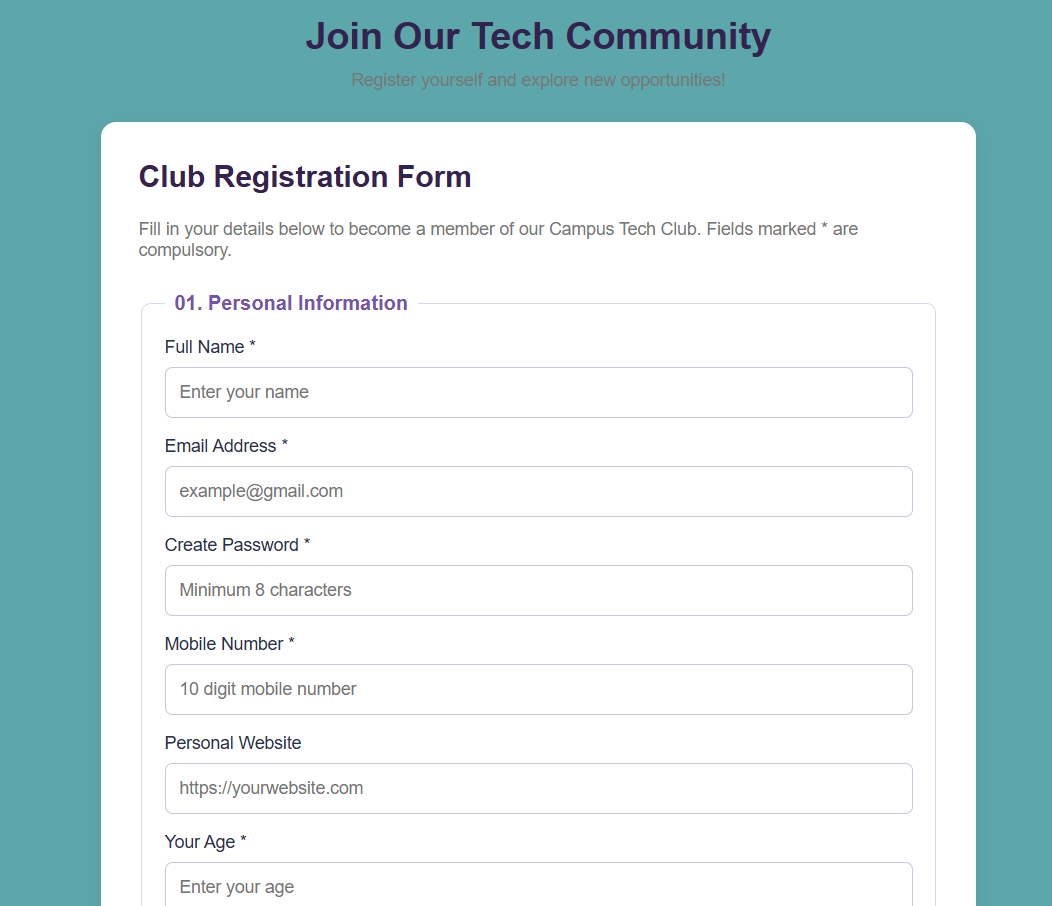 Join Our Tech Community
Register yourself and explore new opportunities!
Club Registration Form
Fill in your details below to become a member of our Campus Tech Club. Fields marked * are
compulsory.
01. Personal Information
Full Name *
Enter your name
Email Address *
example@gmail.com
Create Password *
Minimum 8 characters
Mobile Number *
10 digit mobile number
Personal Website
https://yourwebsite.com
Your Age *
Enter your age